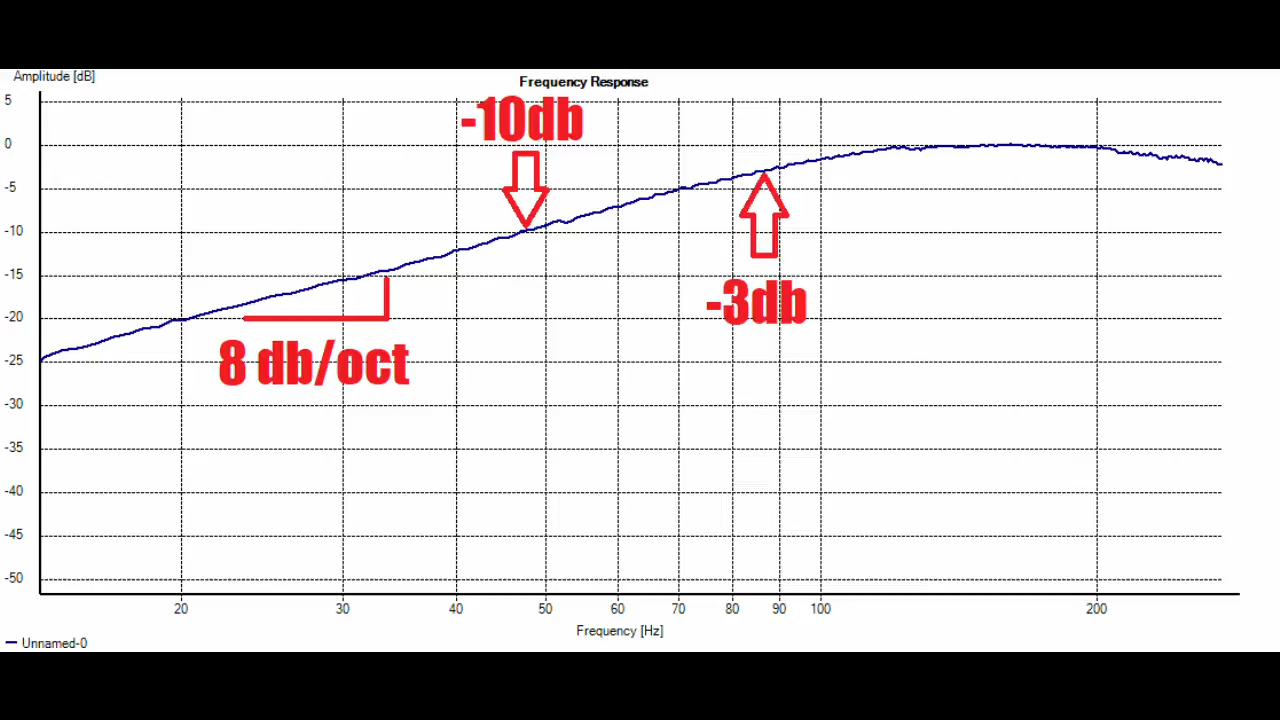 Amplitude [dB]
Frequency Response
5
0
-5
-10
-15
-20
-25
-30
-35
-40
-45
-50
-10db
-3db
8 db/oct
20 30 40 50 60 70 80 90 100 200
Frequency [Hz]
Unnamed-0